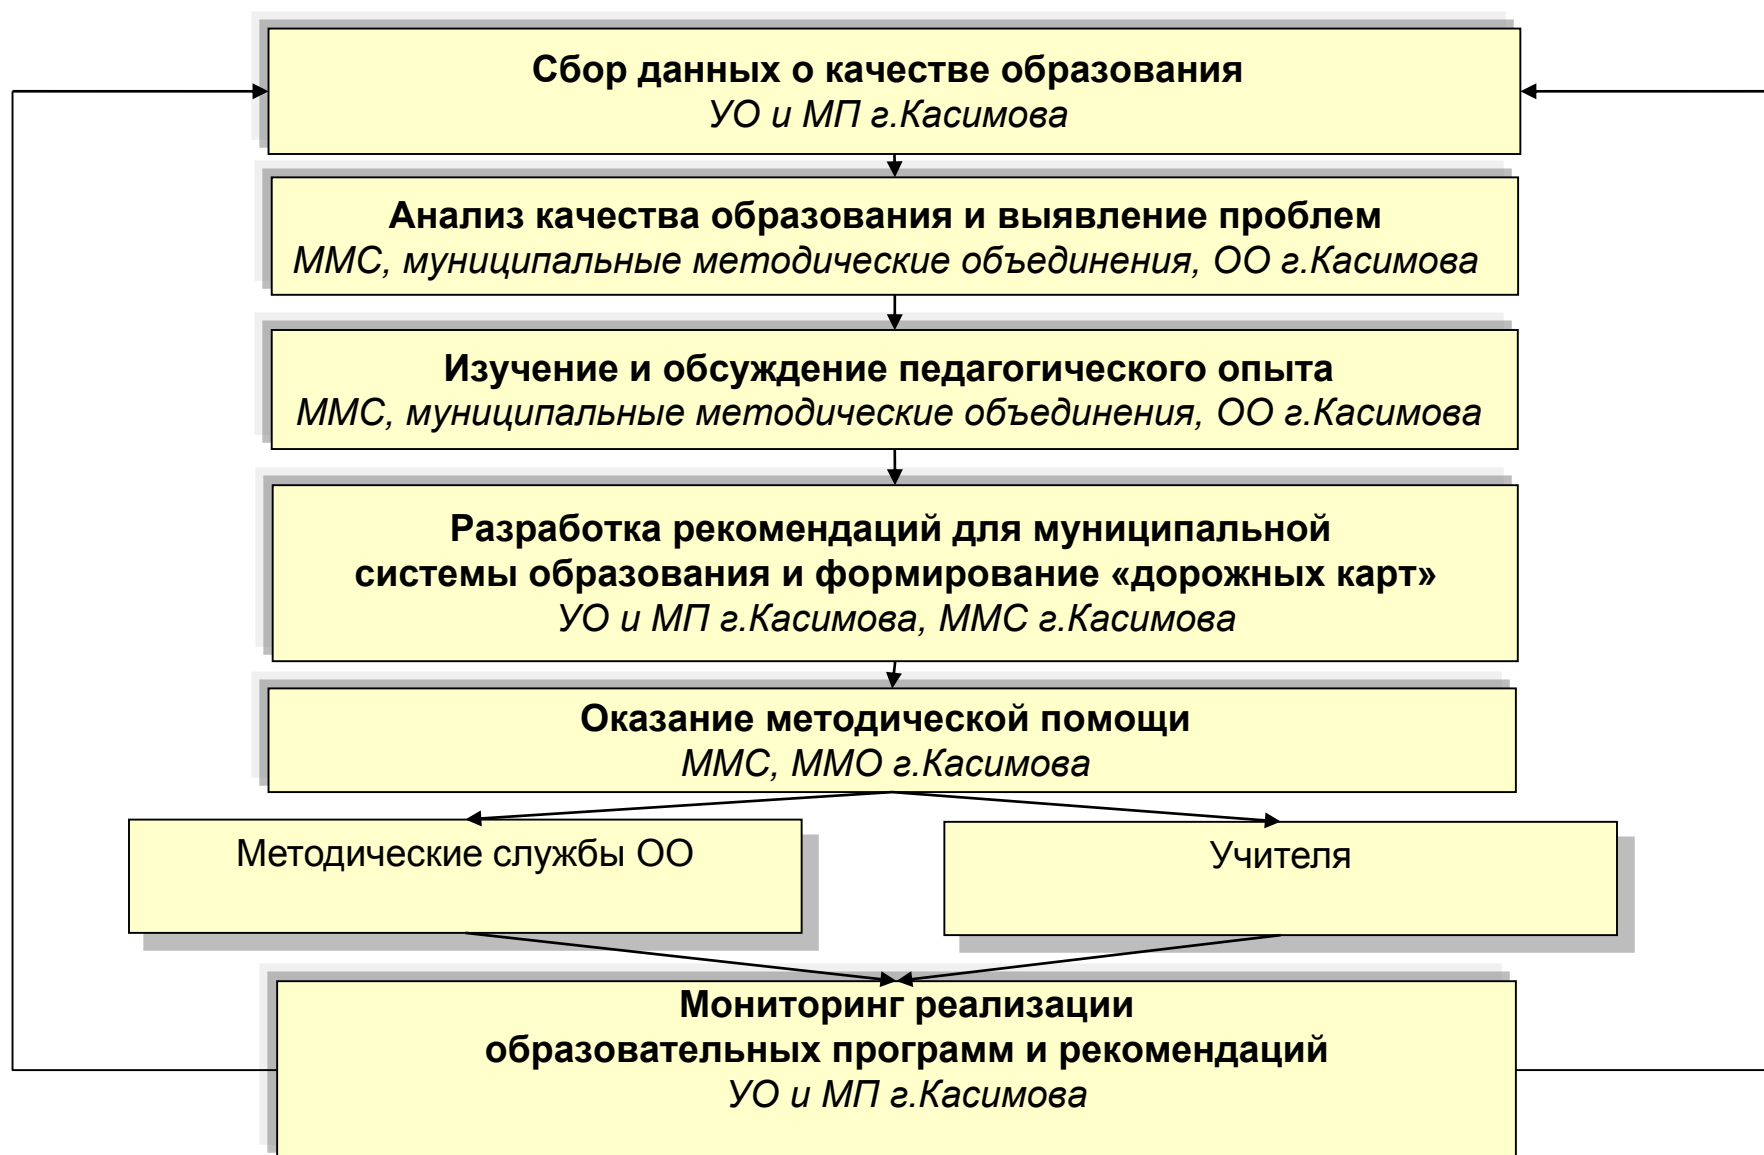 Сбор данных о качестве образования
УО и МП г.Касимова
Анализ качества образования и выявление проблем
ММС, муниципальные методические объединения, ОО г.Касимова
Изучение и обсуждение педагогического опыта
ММС, муниципальные методические объединения, ОО г.Касимова
Разработка рекомендаций для муниципальной
системы образования и формирование «дорожных карт»
УО и МП г.Касимова, ММС г.Касимова
Оказание методической помощи
ММС, ММО г.Касимова
Методические службы ОО
Учителя
Мониторинг реализации
образовательных программ и рекомендаций
УО и МП г.Касимова